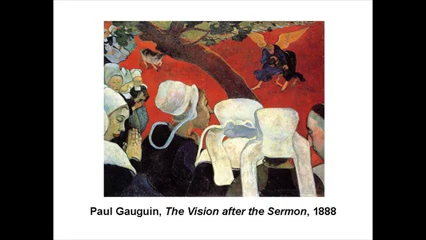 Paul Gauguin, The Vision after the Sermon, 1888